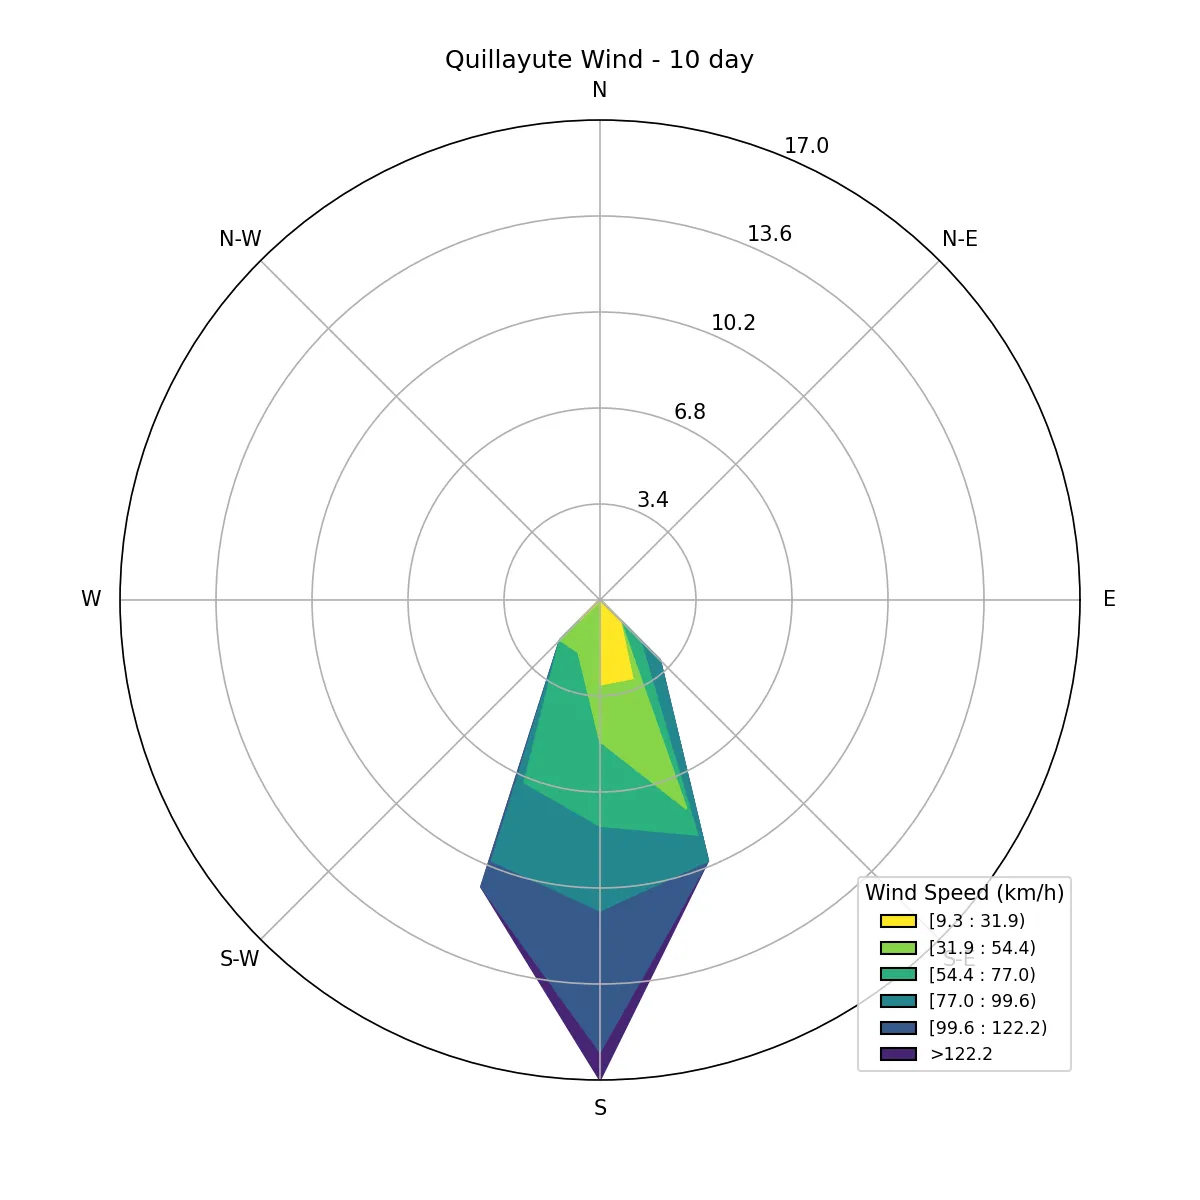 Quillayute Wind - 10 day
N
17.0
N-W
13.6
N-E
10.2
6.8
3.4
W
E
Wind Speed (km/h)
[9.3 : 31.9)
[31.9 : 54.4)
S-W
S-E
[54.4 : 77.0)
[77.0 : 99.6)
[99.6 : 122.2)
>122.2
S